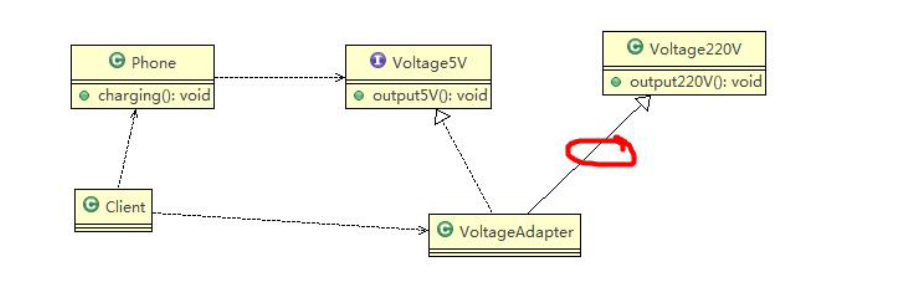 C Phone
charging(): void
I Voltage5V
output5V(): void
C Voltage220V
output220V(): void
C Client
C VoltageAdapter